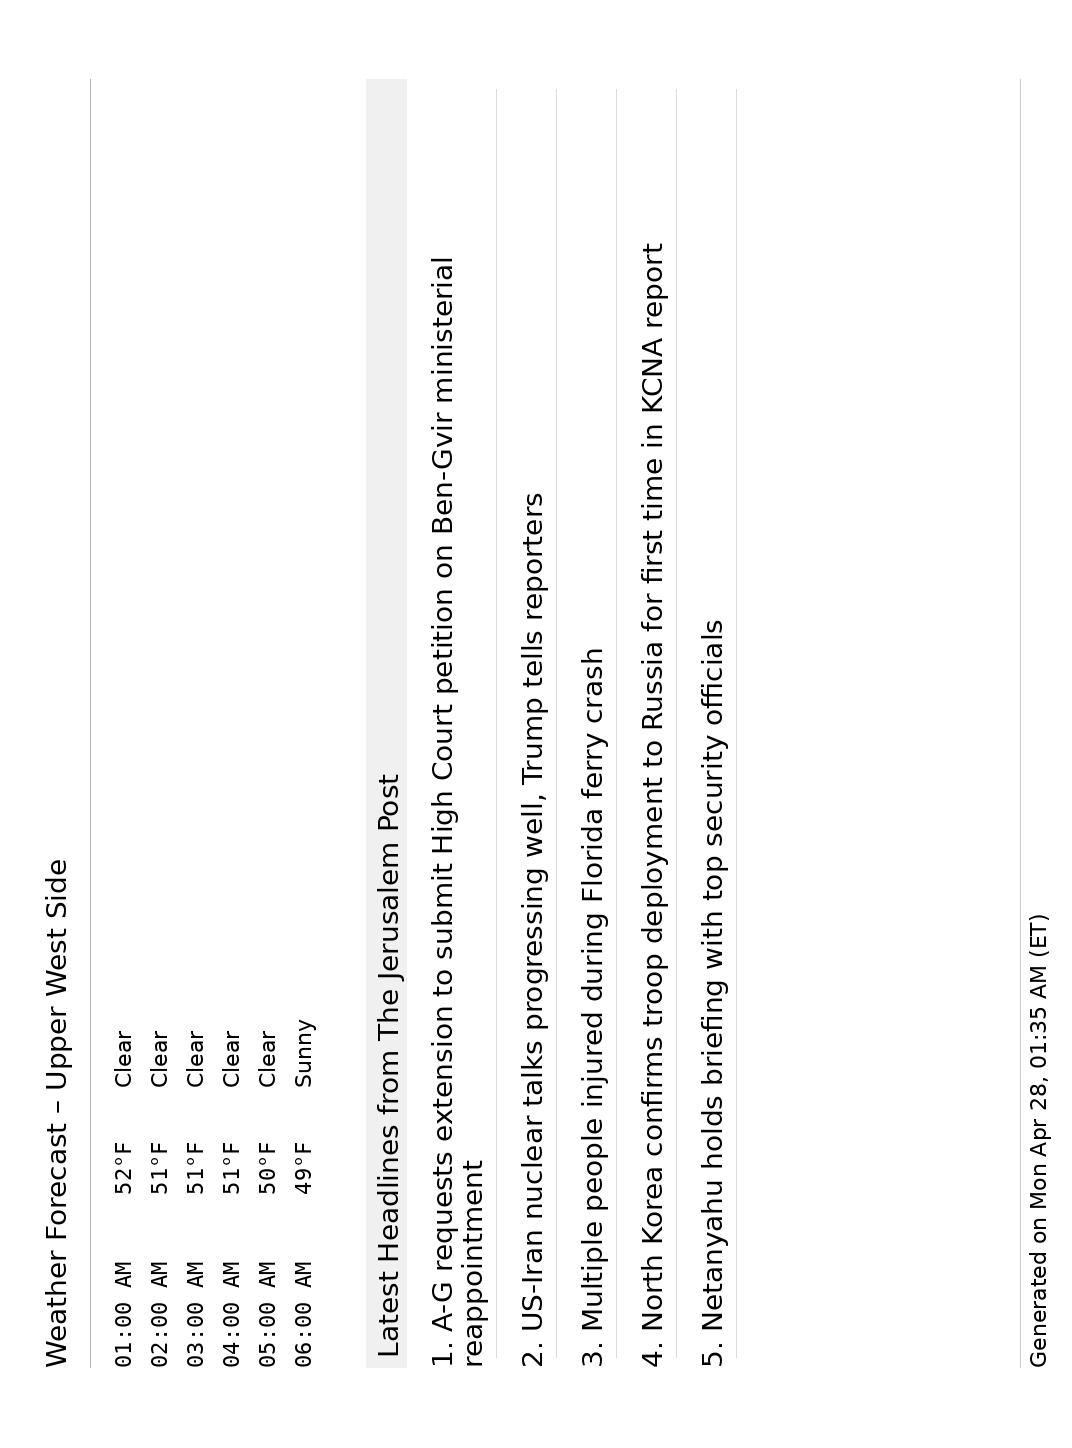 Weather Forecast – Upper West Side
01:00 AM 52°F Clear
02:00 AM 51°F Clear
03:00 AM 51°F Clear
04:00 AM 51°F Clear
05:00 AM 50°F Clear
06:00 AM 49°F Sunny
Latest Headlines from The Jerusalem Post
1. A-G requests extension to submit High Court petition on Ben-Gvir ministerial
reappointment
2. US-Iran nuclear talks progressing well, Trump tells reporters
3. Multiple people injured during Florida ferry crash
4. North Korea confirms troop deployment to Russia for first time in KCNA report
5. Netanyahu holds briefing with top security officials
Generated on Mon Apr 28, 01:35 AM (ET)